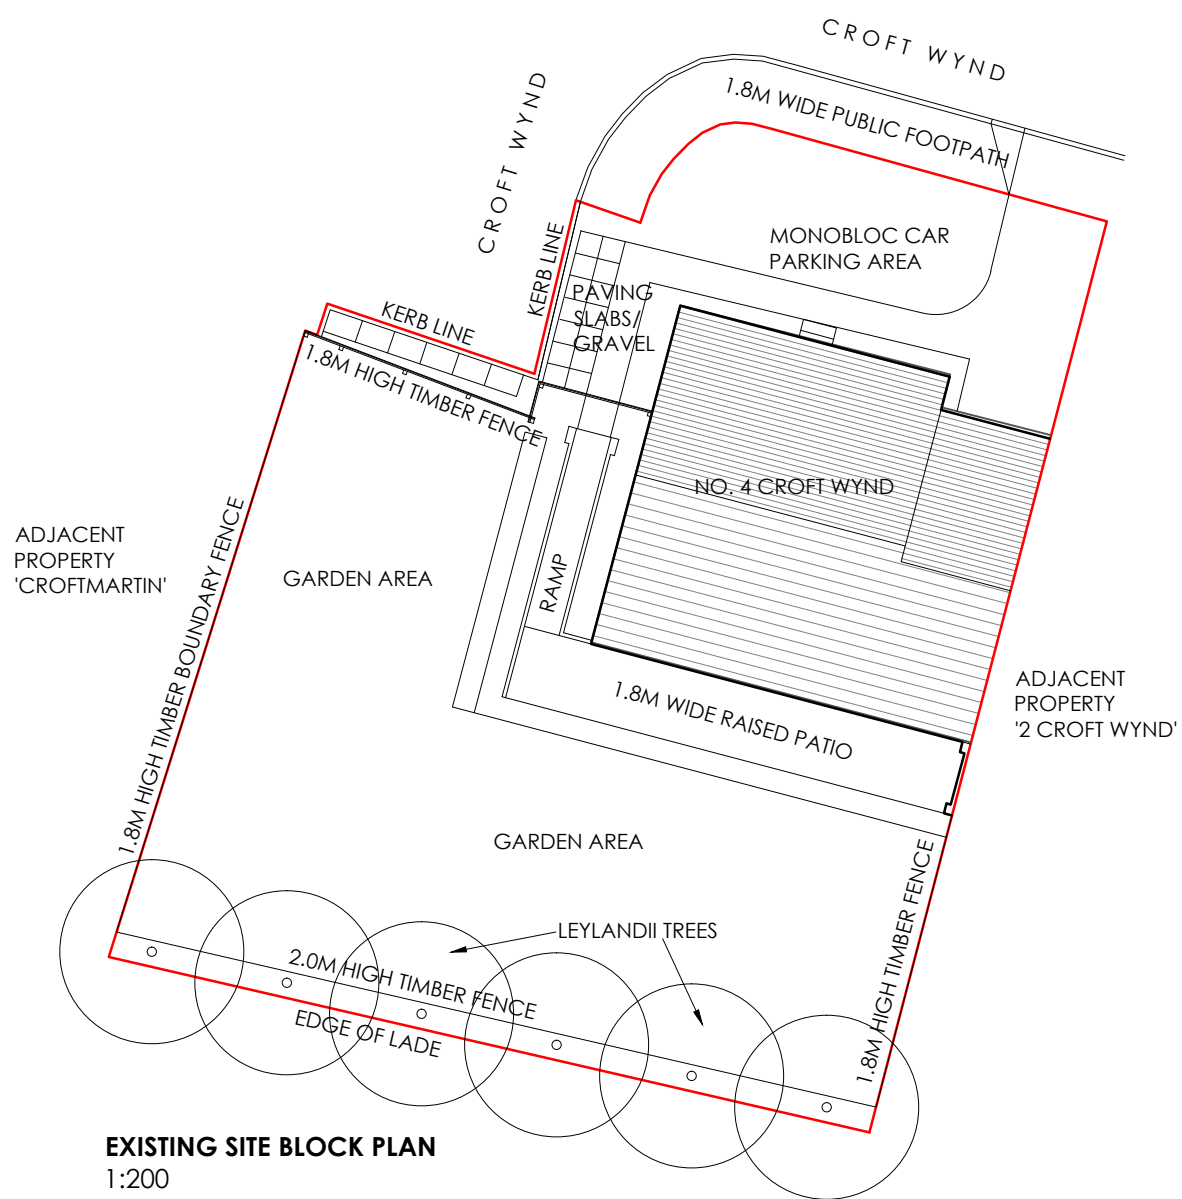 CROFT WYND
CROFT WYND
1.8M WIDE PUBLIC FOOTPATH
MONOBLOC CAR
PARKING AREA
KERB LINE
KERB LINE
PAVING
SLABS/
GRAVEL
1.8M HIGH TIMBER FENCE
NO. 4 CROFT WYND
ADJACENT
PROPERTY
'CROFTMARTIN'
1.8M HIGH TIMBER BOUNDARY FENCE
GARDEN AREA
RAMP
1.8M WIDE RAISED PATIO
ADJACENT
PROPERTY
'2 CROFT WYND'
GARDEN AREA
1.8M HIGH TIMBER FENCE
LEYLANDII TREES
2.0M HIGH TIMBER FENCE
EDGE OF LADE
EXISTING SITE BLOCK PLAN
1:200